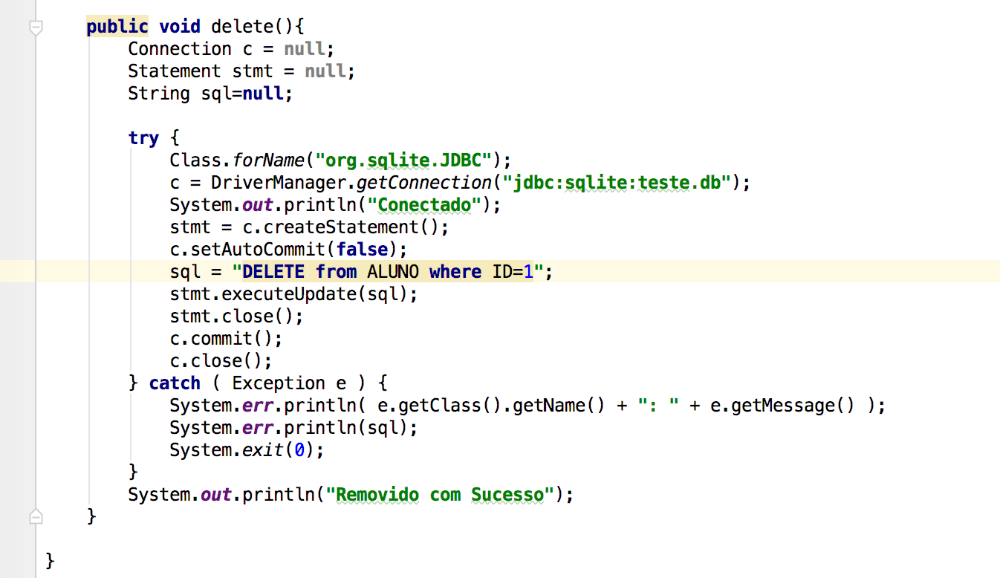 public void delete(){
Connection c = null;
Statement stmt = null;
String sql=null;
try {
Class.forName("org.sqlite.JDBC");
c = DriverManager.getConnection("jdbc:sqlite:teste.db");
System.out.println("Conectado");
stmt = c.createStatement();
c.setAutoCommit(false);
sql = "DELETE from ALUNO where ID=1";
stmt.executeUpdate(sql);
stmt.close();
c.commit();
c.close();
} catch ( Exception e ) {
System.err.println( e.getClass().getName() + ": " + e.getMessage() );
System.err.println(sql);
System.exit(0);
}
System.out.println("Removido com Sucesso");
}
}